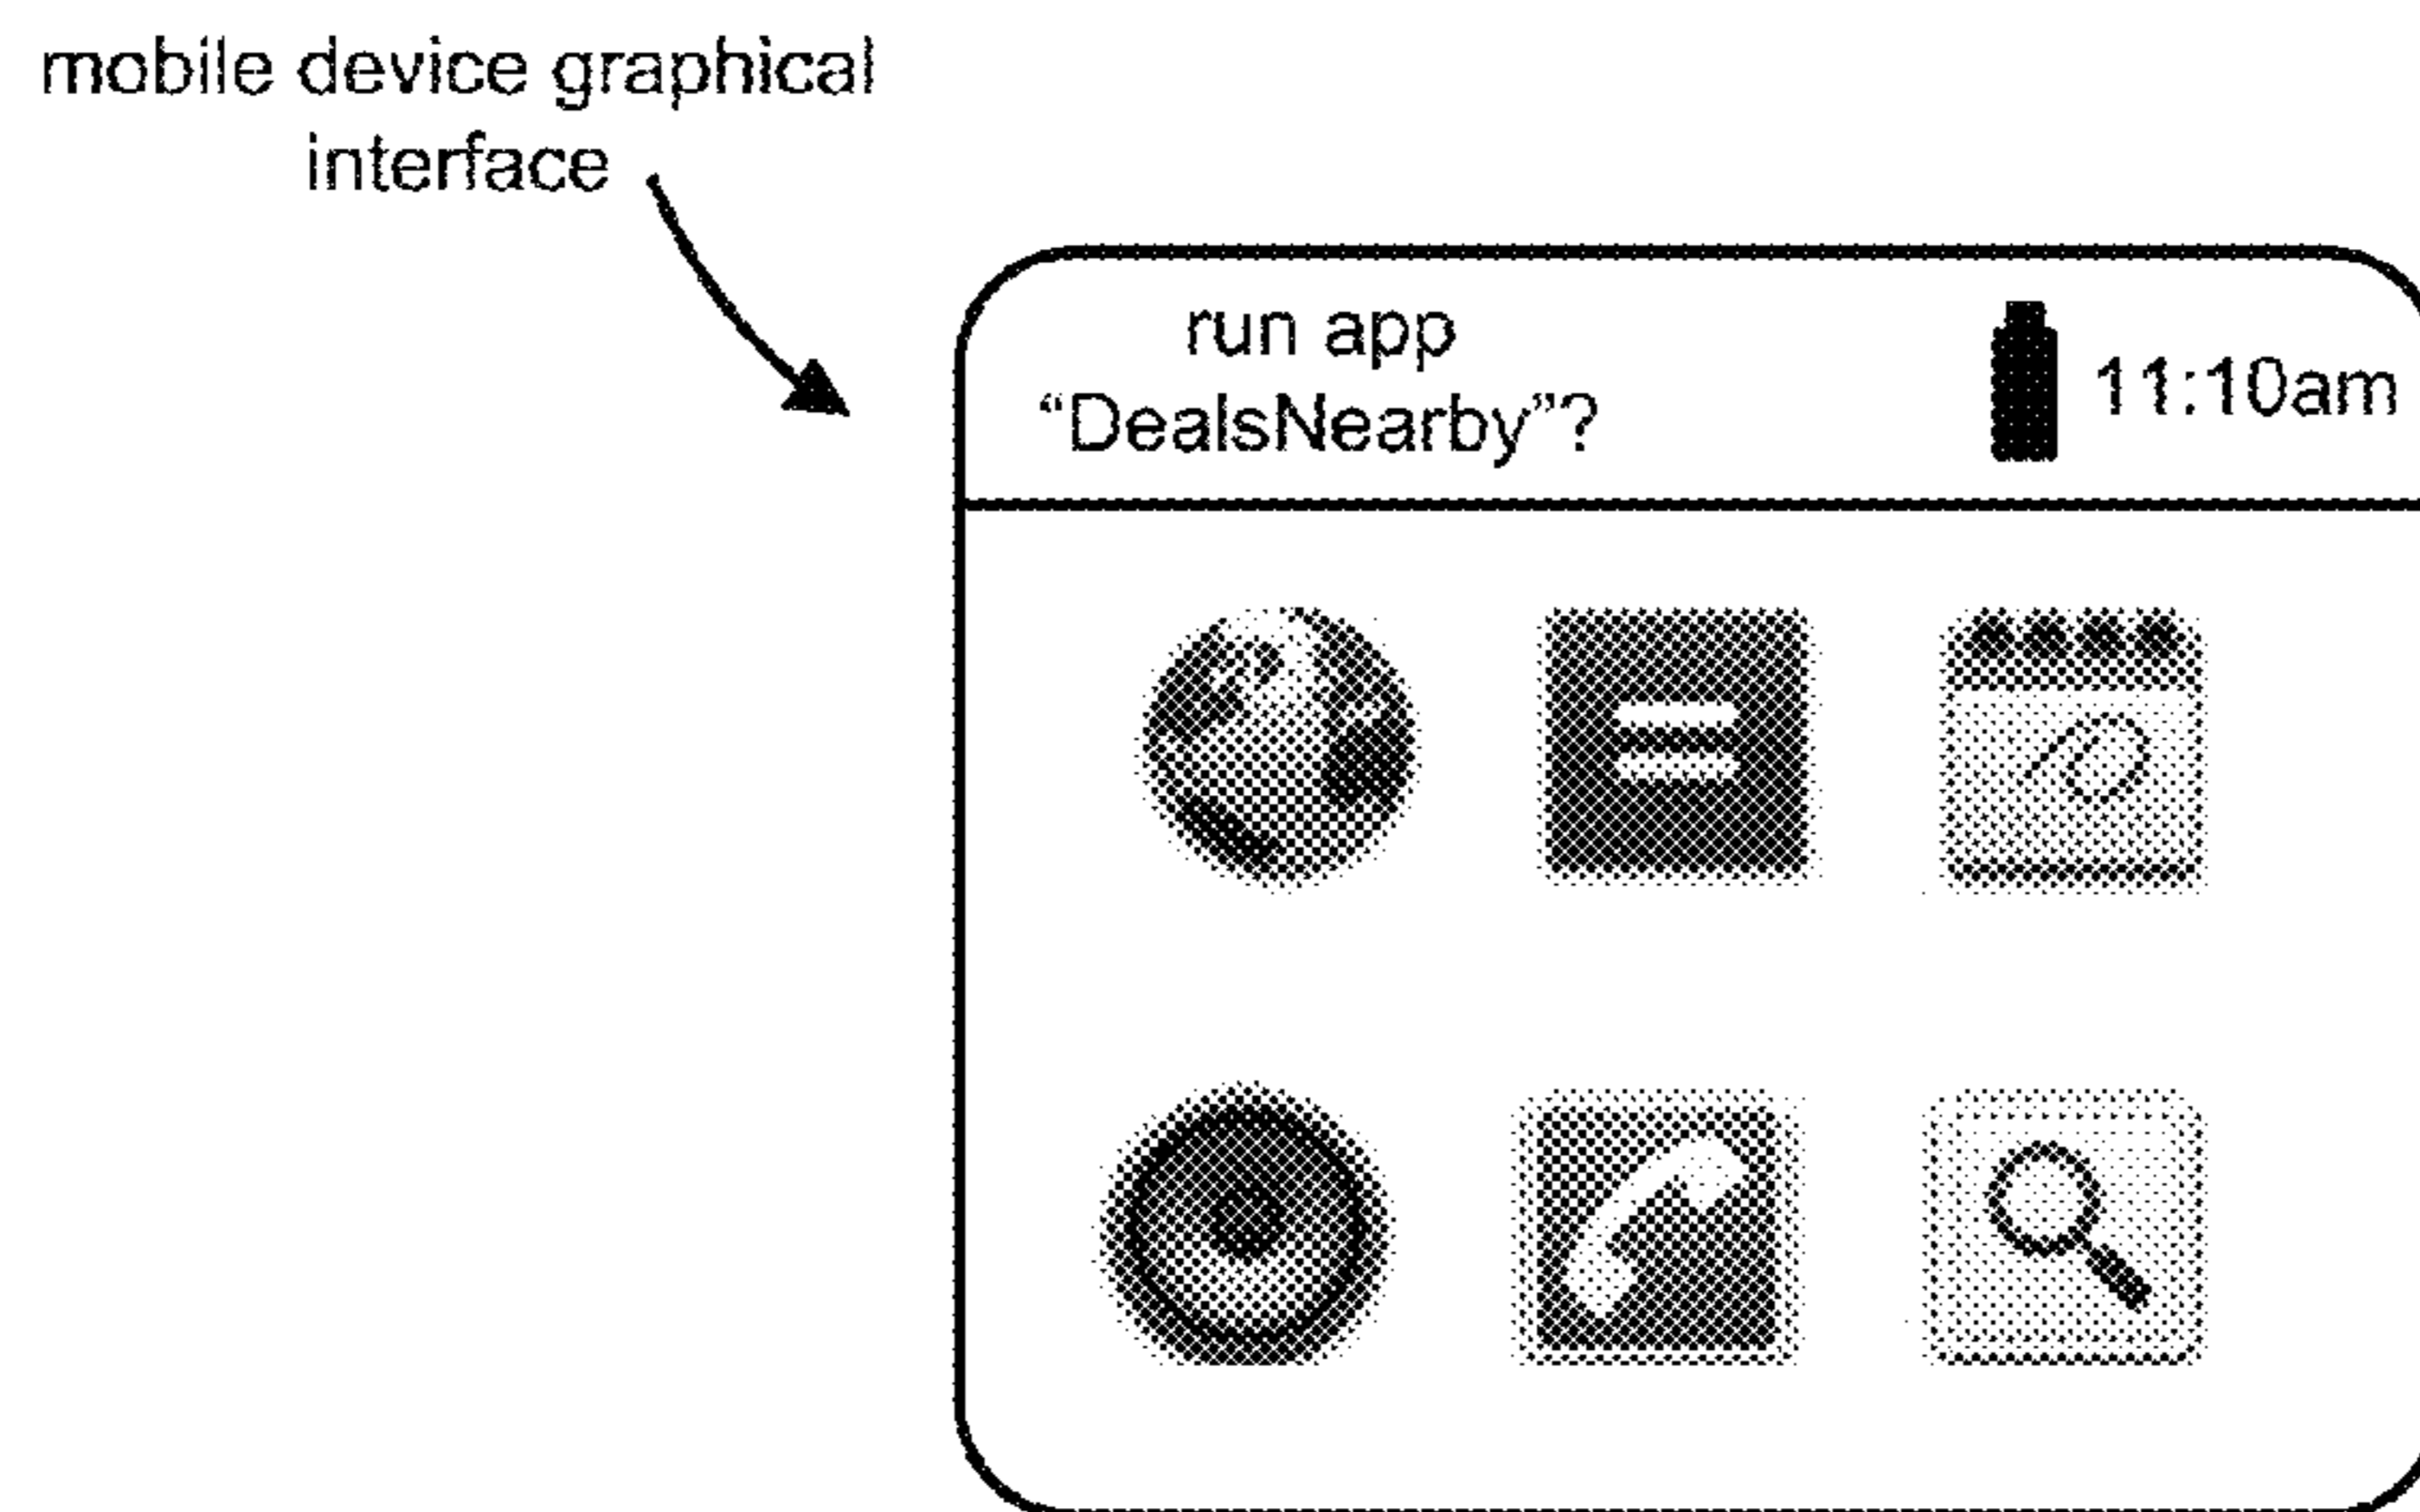 mobile device graphical
interface
run app
“DealsNearby”?
11:10am